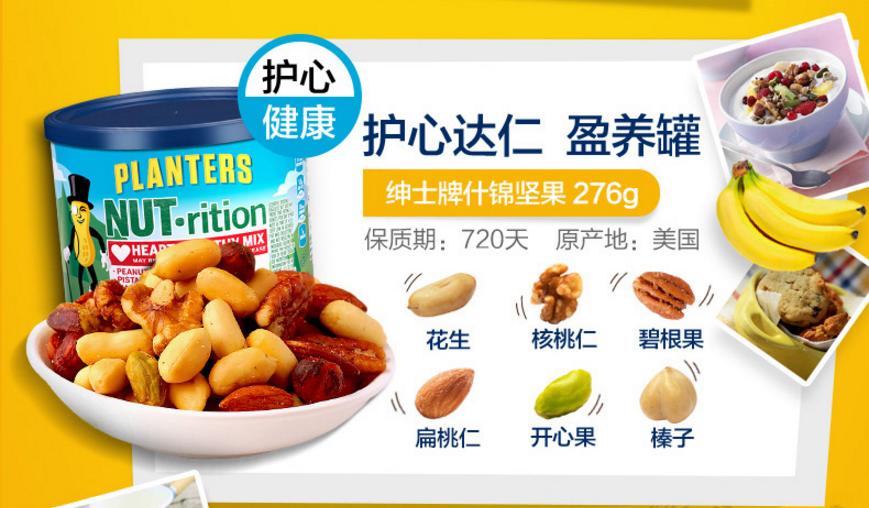 护心
健康
PLANTERS
NUT·rition
护心达仁 盈养罐
绅士牌什锦坚果 276g
保质期：720天 原产地：美国
花生
核桃仁
碧根果
扁桃仁
开心果
榛子